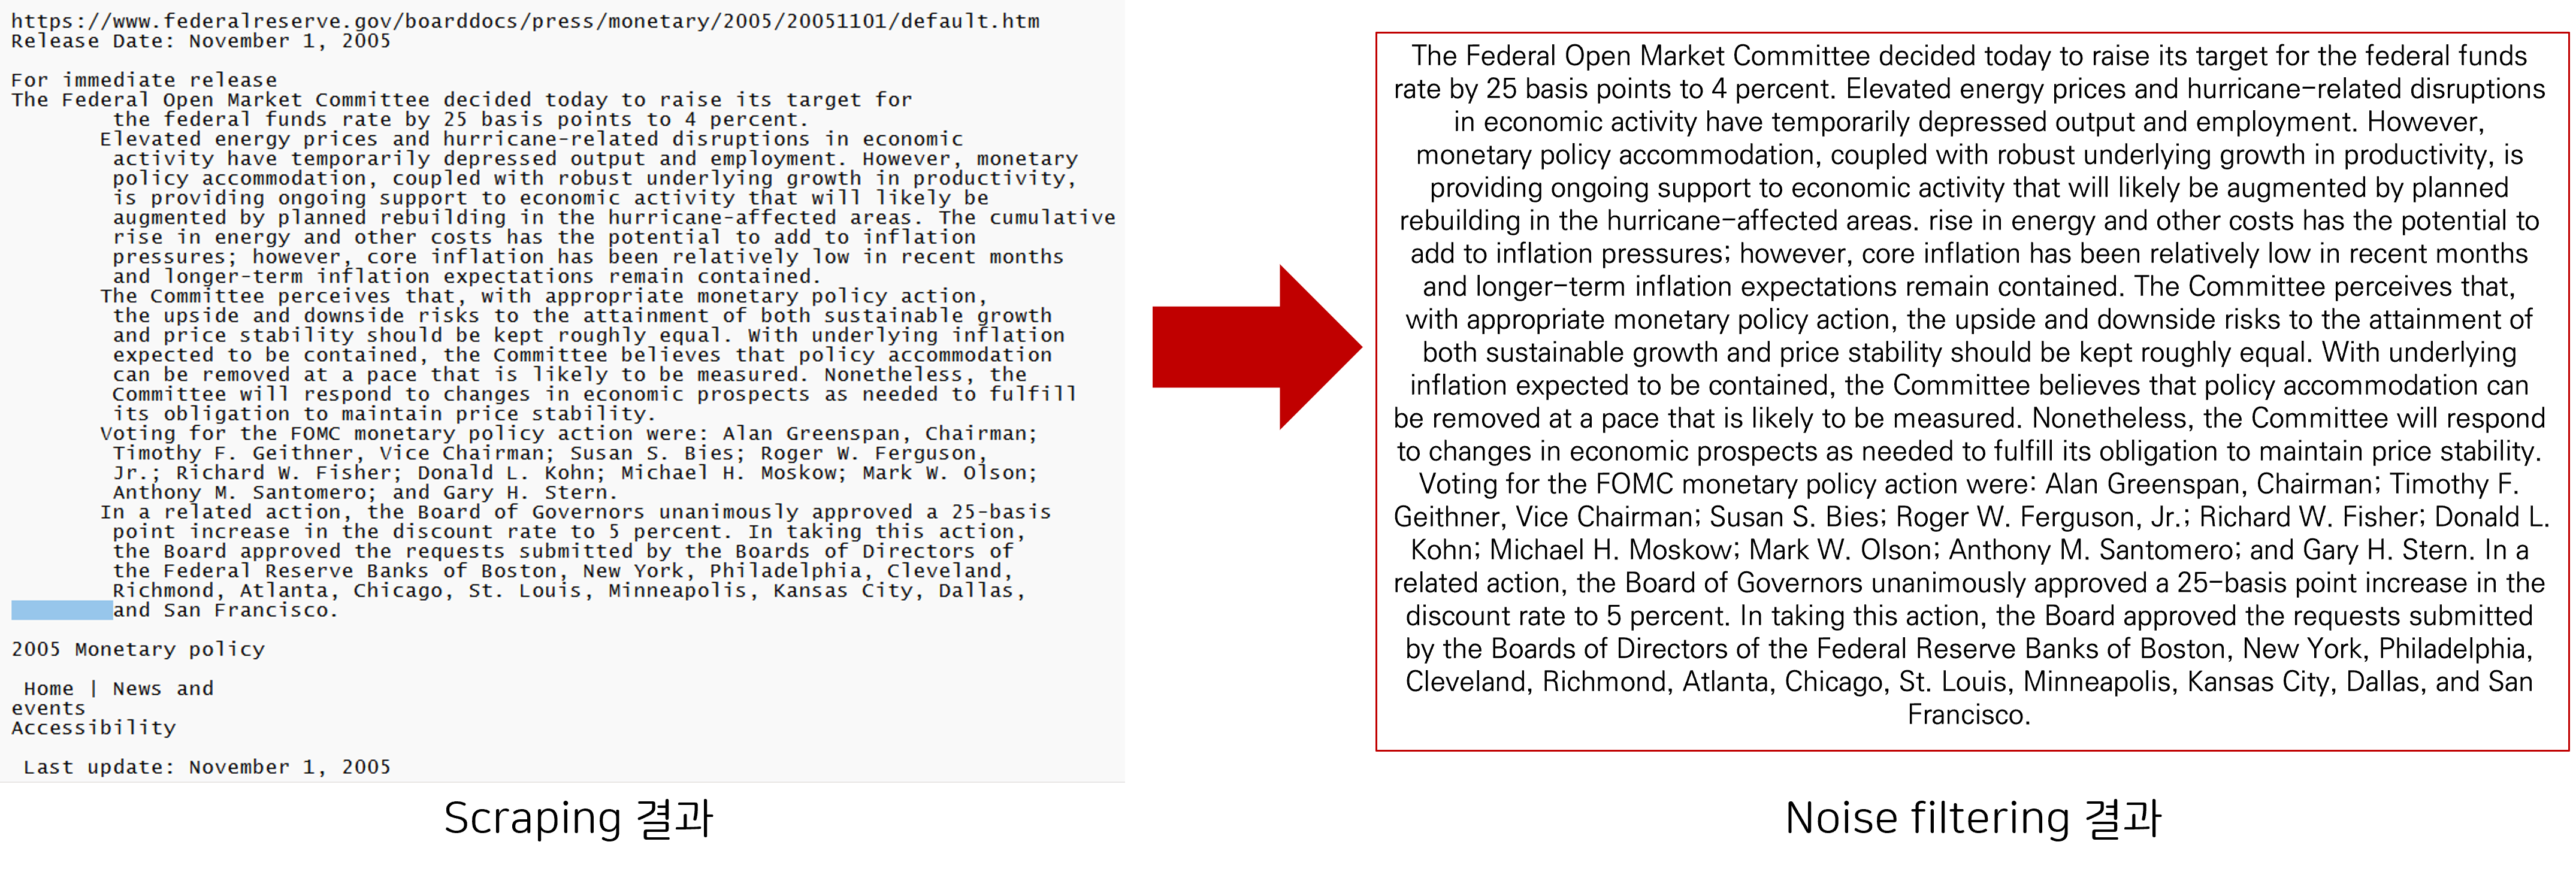 https://www.federalreserve.gov/boarddocs/press/monetary/2005/20051101/default.htm
Release Date: November 1, 2005
For immediate release
The Federal Open Market Committee decided today to raise its target for
the federal funds rate by 25 basis points to 4 percent.
Elevated energy prices and hurricane-related disruptions in economic
activity have temporarily depressed output and employment. However, monetary
policy accommodation, coupled with robust underlying growth in productivity,
is providing ongoing support to economic activity that will likely be
augmented by planned rebuilding in the hurricane-affected areas. The cumulative
rise in energy and other costs has the potential to add to inflation
pressures; however, core inflation has been relatively low in recent months
and longer-term inflation expectations remain contained.
The Committee perceives that, with appropriate monetary policy action,
the upside and downside risks to the attainment of both sustainable growth
and price stability should be kept roughly equal. With underlying inflation
expected to be contained, the Committee believes that policy accommodation
can be removed at a pace that is likely to be measured. Nonetheless, the
Committee will respond to changes in economic prospects as needed to fulfill
its obligation to maintain price stability.
Voting for the FOMC monetary policy action were: Alan Greenspan, Chairman;
Timothy F. Geithner, Vice Chairman; Susan S. Bies; Roger W. Ferguson,
Jr.; Richard W. Fisher; Donald L. Kohn; Michael H. Moskow; Mark W. Olson;
Anthony M. Santomero; and Gary H. Stern.
In a related action, the Board of Governors unanimously approved a 25-basis
point increase in the discount rate to 5 percent. In taking this action,
the Board approved the requests submitted by the Boards of Directors of
the Federal Reserve Banks of Boston, New York, Philadelphia, Cleveland,
Richmond, Atlanta, Chicago, St. Louis, Minneapolis, Kansas City, Dallas,
and San Francisco.
2005 Monetary policy
Home | News and
events
Accessibility
Last update: November 1, 2005
Scraping 결과
The Federal Open Market Committee decided today to raise its target for the federal funds
rate by 25 basis points to 4 percent. Elevated energy prices and hurricane-related disruptions
in economic activity have temporarily depressed output and employment. However,
monetary policy accommodation, coupled with robust underlying growth in productivity, is
providing ongoing support to economic activity that will likely be augmented by planned
rebuilding in the hurricane-affected areas. rise in energy and other costs has the potential to
add to inflation pressures; however, core inflation has been relatively low in recent months
and longer-term inflation expectations remain contained. The Committee perceives that,
with appropriate monetary policy action, the upside and downside risks to the attainment of
both sustainable growth and price stability should be kept roughly equal. With underlying
inflation expected to be contained, the Committee believes that policy accommodation can
be removed at a pace that is likely to be measured. Nonetheless, the Committee will respond
to changes in economic prospects as needed to fulfill its obligation to maintain price stability.
Voting for the FOMC monetary policy action were: Alan Greenspan, Chairman; Timothy F.
Geithner, Vice Chairman; Susan S. Bies; Roger W. Ferguson, Jr.; Richard W. Fisher; Donald L.
Kohn; Michael H. Moskow; Mark W. Olson; Anthony M. Santomero; and Gary H. Stern. In a
related action, the Board of Governors unanimously approved a 25-basis point increase in the
discount rate to 5 percent. In taking this action, the Board approved the requests submitted
by the Boards of Directors of the Federal Reserve Banks of Boston, New York, Philadelphia,
Cleveland, Richmond, Atlanta, Chicago, St. Louis, Minneapolis, Kansas City, Dallas, and San
Francisco.
Noise filtering 결과